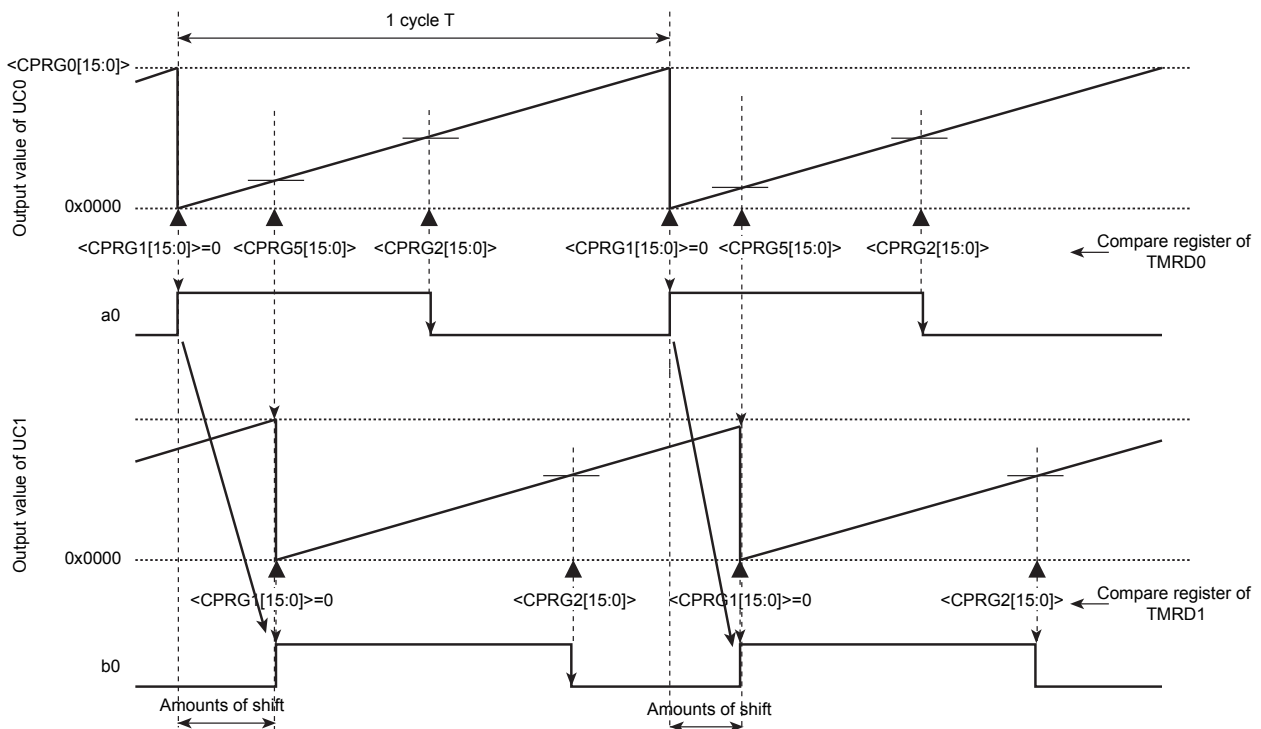 1 cycle T
<CPRG0[15:0]>
Output value of UC0
0x0000
<CPRG1[15:0]>=0
<CPRG5[15:0]>
<CPRG2[15:0]>
<CPRG1[15:0]>=0
<CPRG5[15:0]>
<CPRG2[15:0]>
Compare register of
TMRD0
a0
Output value of UC1
0x0000
<CPRG1[15:0]>=0
<CPRG2[15:0]>
<CPRG1[15:0]>=0
<CPRG2[15:0]>
Compare register of
TMRD1
b0
Amounts of shift
Amounts of shift